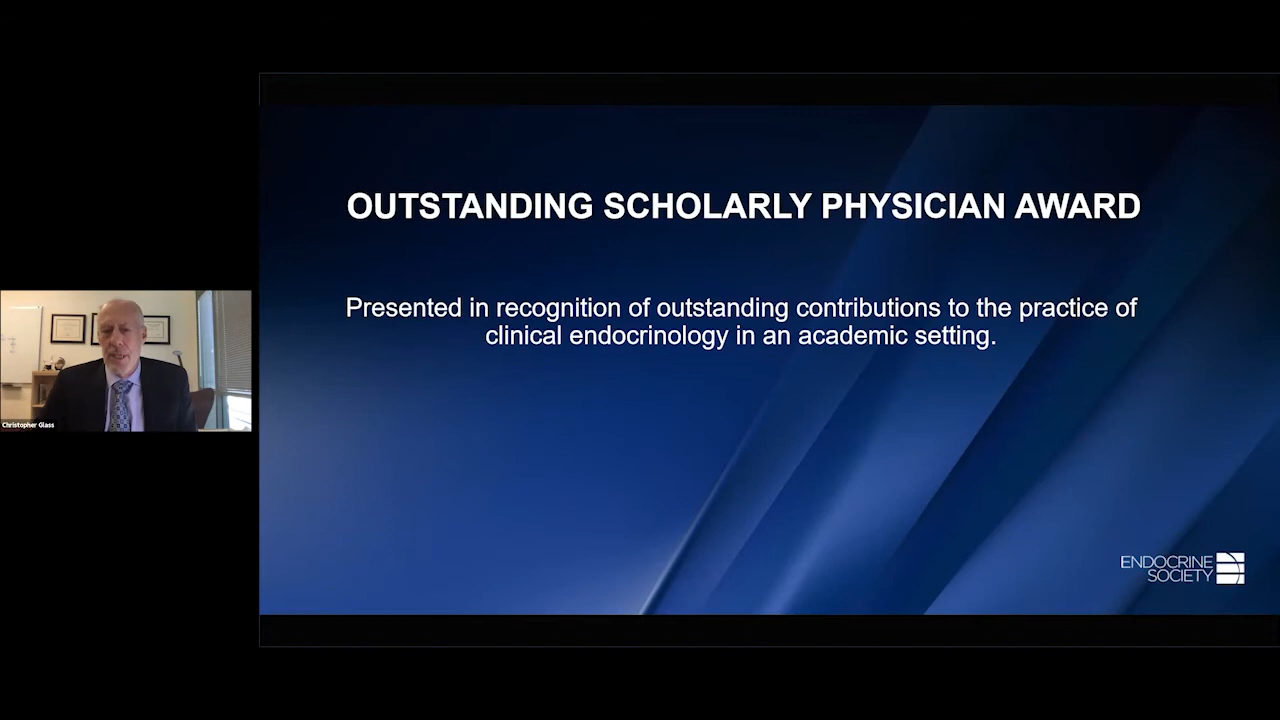 OUTSTANDING SCHOLARLY PHYSICIAN AWARD
Presented in recognition of outstanding contributions to the practice of
clinical endocrinology in an academic setting.
Christopher Glass
ENDOCRINE
SOCIETY